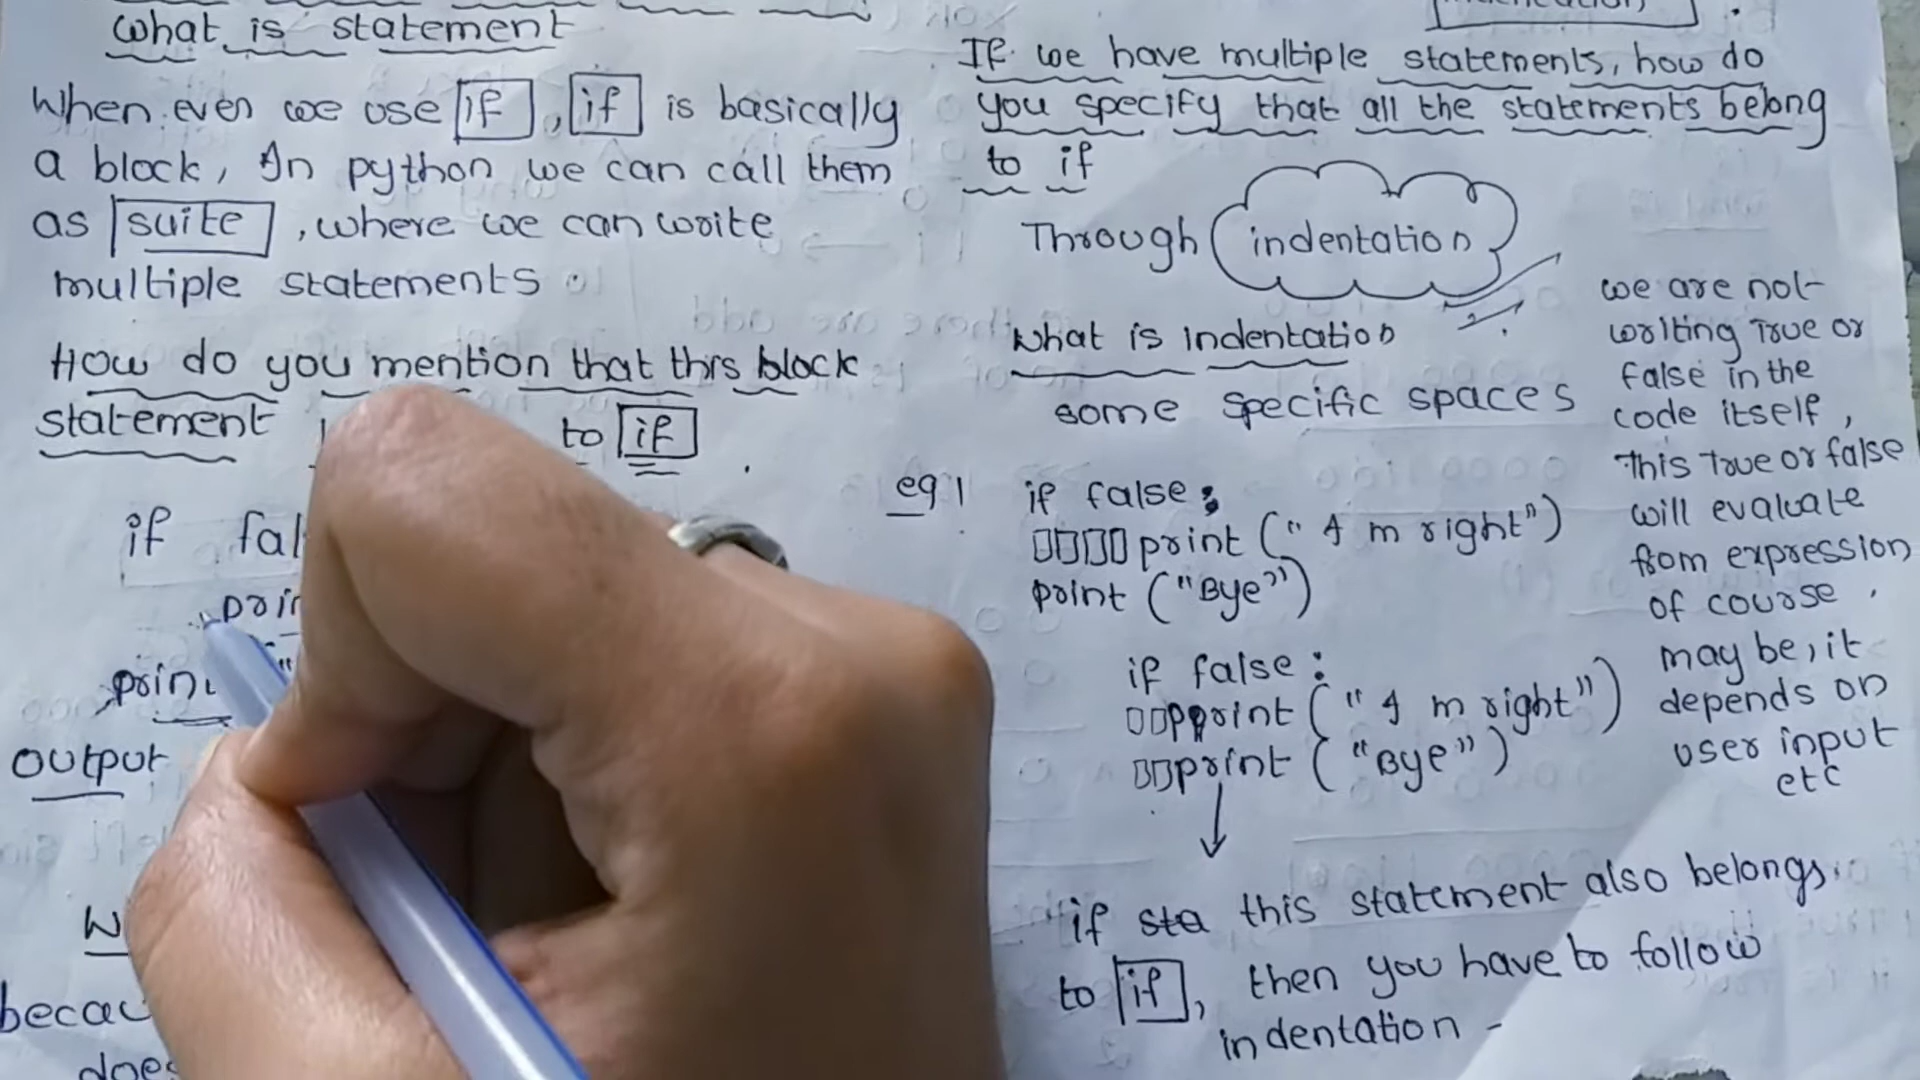 What is statement
When even we use if, if is basically
a block, In python we can call them
as suite, where we can write
multiple statements.
How do you mention that this block
statement to if
if fal
prin
print
output
W
becau
does
If we have multiple statements, how do
you specify that all the statements belong
to if
Through indentation
What is indentation
some specific spaces
eg 1 if false:
print (" I m right")
print ("Bye")
if false:
print (" I m right")
print ("Bye")
if sta this statement also belongs
to if, then you have to follow
indentation -
we are not
writing True or
false in the
code itself,
This true or false
will evaluate
from expression
of course.
may be, it
depends on
user input
etc